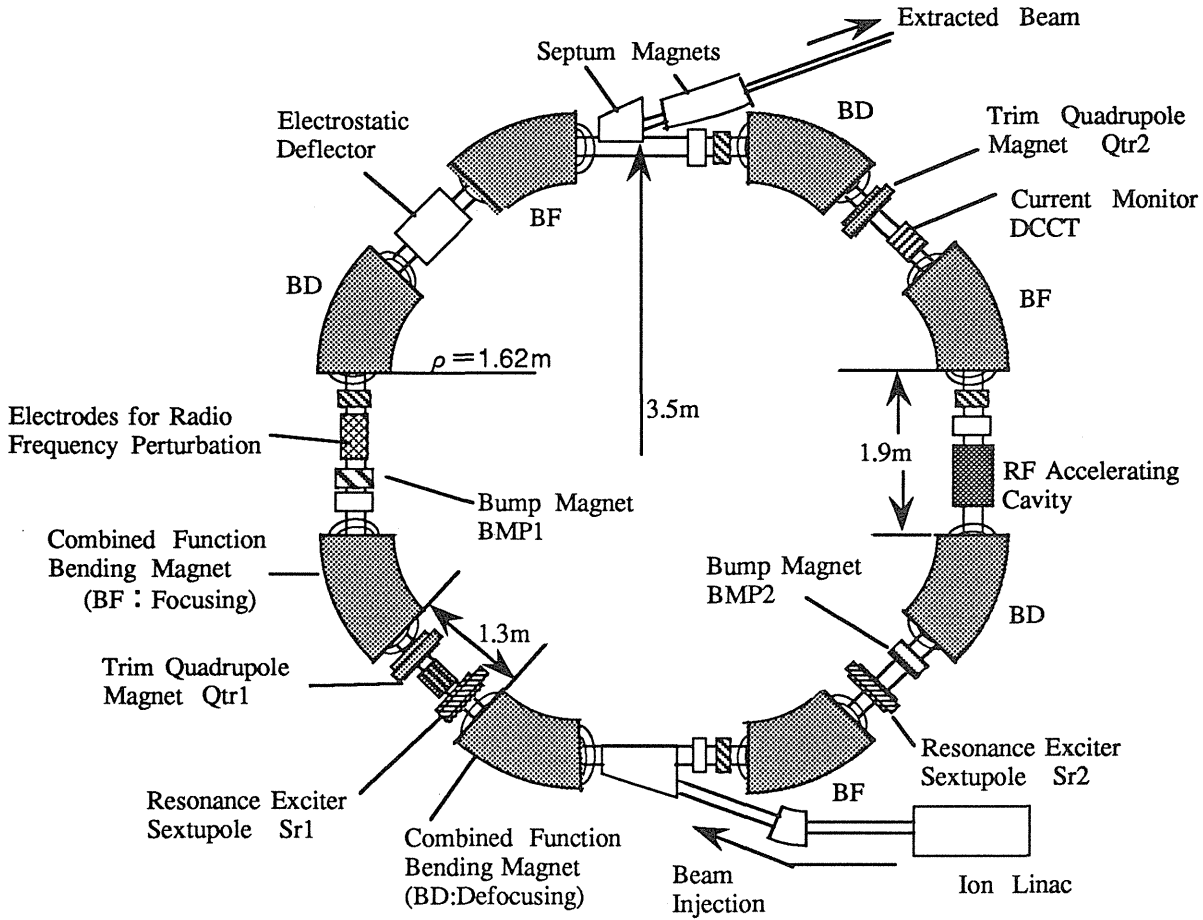 Extracted Beam
Septum Magnets
BD
Electrostatic
Deflector
Trim Quadrupole
Magnet Qtr2
Current Monitor
DCCT
BF
BD
BF
ρ=1.62m
Electrodes for Radio
Frequency Perturbation
3.5m
1.9m
RF Accelerating
Cavity
Bump Magnet
BMP1
Combined Function
Bending Magnet
(BF：Focusing)
Bump Magnet
BMP2
BD
1.3m
Trim Quadrupole
Magnet Qtr1
Resonance Exciter
Sextupole Sr2
BF
Resonance Exciter
Sextupole Sr1
Combined Function
Bending Magnet
(BD:Defocusing)
Beam
Injection
Ion Linac